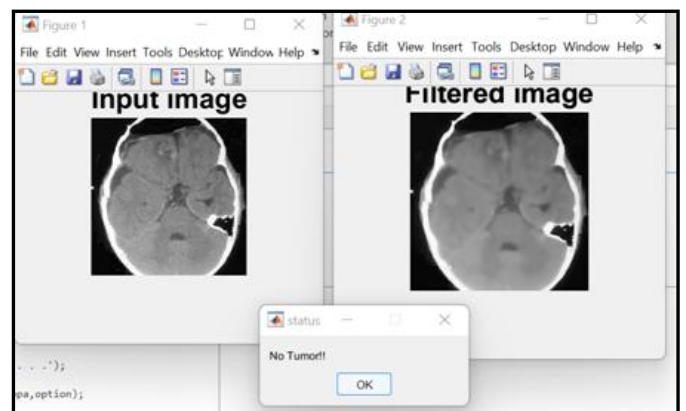 Figure 1
File Edit View Insert Tools Desktop Window Help
Input image
Figure 2
File Edit View Insert Tools Desktop Window Help
Filtered image
status
No Tumor!!
OK
. . .');
pa,option);